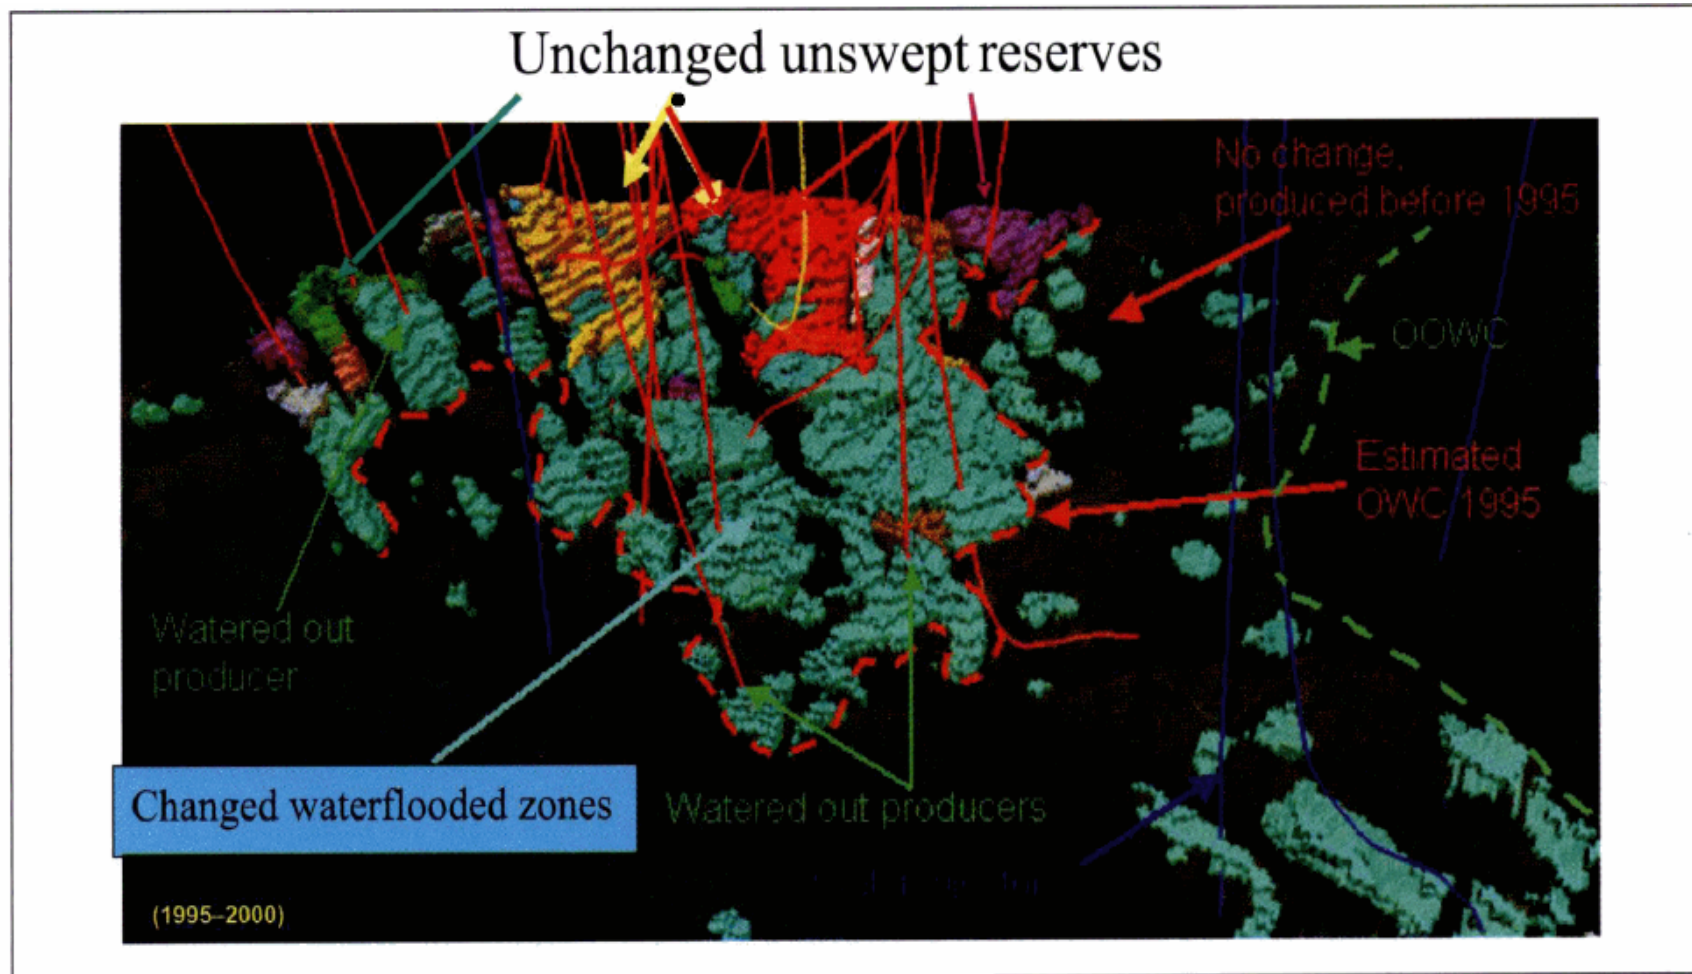 Unchanged unswept reserves
No change,
produced before 1995
OOWC
Estimated
OWC 1995
Watered out
producer
Changed waterflooded zones
Watered out producers
(1995–2000)